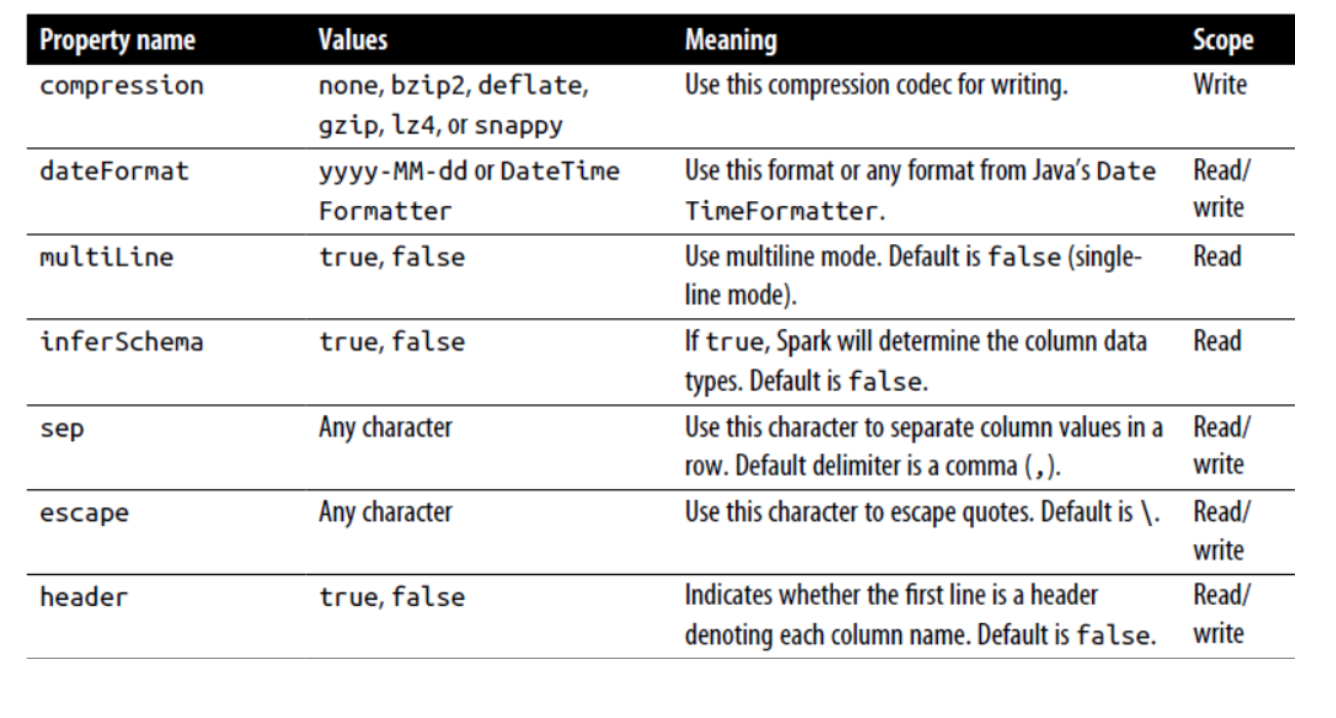 Property name Values Meaning Scope
compression none, bzip2, deflate, Use this compression codec for writing. Write
gzip, lz4, or snappy
dateFormat yyyy-MM-dd or DateTime Use this format or any format from Java's Date Read/
Formatter TimeFormatter. write
multiLine true, false Use multiline mode. Default is false (single- Read
line mode).
inferSchema true, false If true, Spark will determine the column data Read
types. Default is false.
sep Any character Use this character to separate column values in a Read/
row. Default delimiter is a comma (,). write
escape Any character Use this character to escape quotes. Default is \. Read/
write
header true, false Indicates whether the first line is a header Read/
denoting each column name. Default is false. write